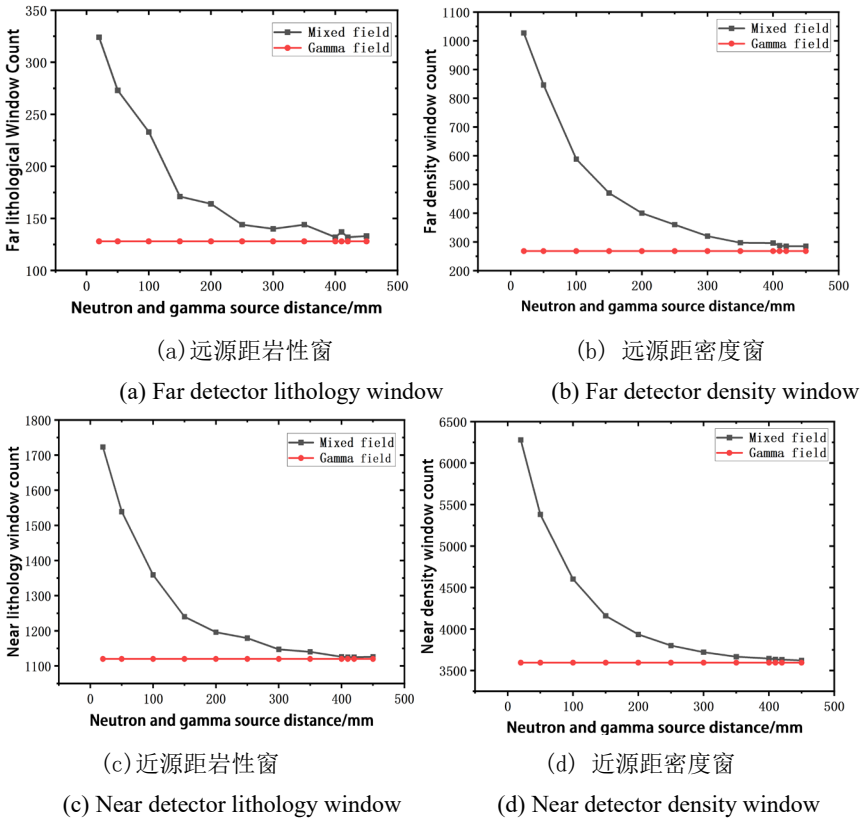 Far lithological Window Count
350
300
250
200
150
100
0
100
200
300
400
500
Mixed field
Gamma field
Neutron and gamma source distance/mm
(a)远源距岩性窗
(a) Far detector lithology window
Far density window count
1100
1000
900
800
700
600
500
400
300
200
0
100
200
300
400
500
Mixed field
Gamma field
Neutron and gamma source distance/mm
(b) 远源距密度窗
(b) Far detector density window
Near lithology window count
1800
1700
1600
1500
1400
1300
1200
1100
0
100
200
300
400
500
Mixed field
Gamma field
Neutron and gamma source distance/mm
(c)近源距岩性窗
(c) Near detector lithology window
Near density window count
6500
6000
5500
5000
4500
4000
3500
0
100
200
300
400
500
Mixed field
Gamma field
Neutron and gamma source distance/mm
(d) 近源距密度窗
(d) Near detector density window